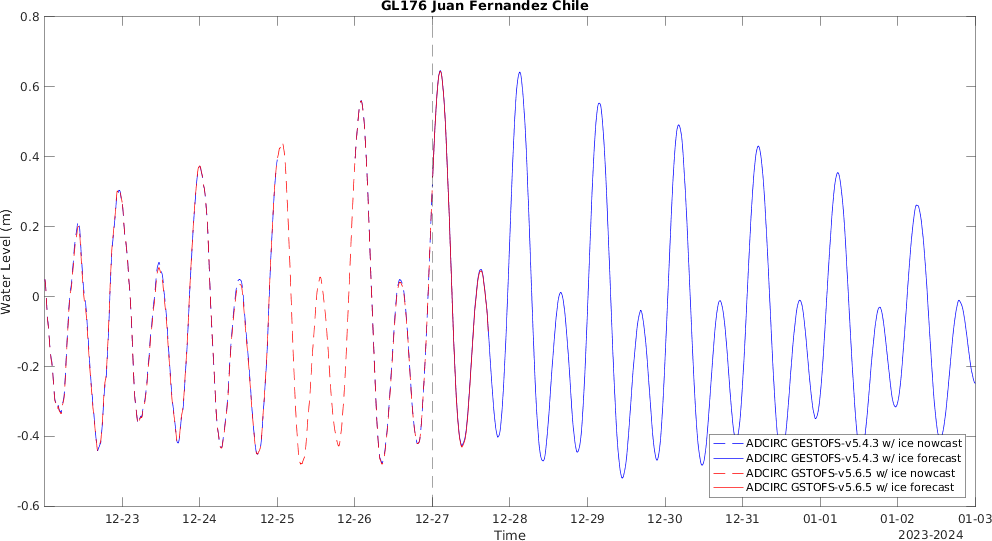 GL176 Juan Fernandez Chile
0.8
0.6
0.4
0.2
0
-0.2
-0.4
-0.6
Water Level (m)
12-23 12-24 12-25 12-26 12-27 12-28 12-29 12-30 12-31 01-01 01-02 01-03
Time
2023-2024
ADCIRC GESTOFS-v5.4.3 w/ ice nowcast
ADCIRC GESTOFS-v5.4.3 w/ ice forecast
ADCIRC GSTOFS-v5.6.5 w/ ice nowcast
ADCIRC GSTOFS-v5.6.5 w/ ice forecast